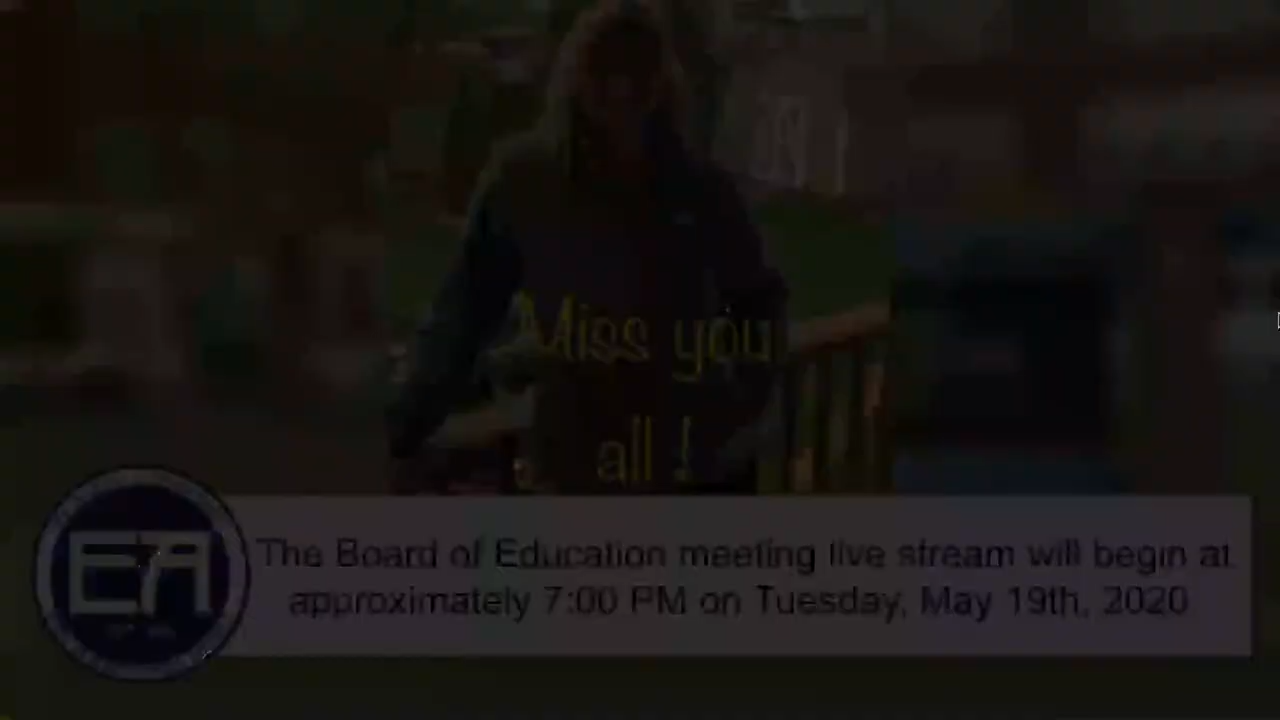 Miss you
all !
EA
The Board of Education meeting live stream will begin at
approximately 7:00 PM on Tuesday, May 19th, 2020